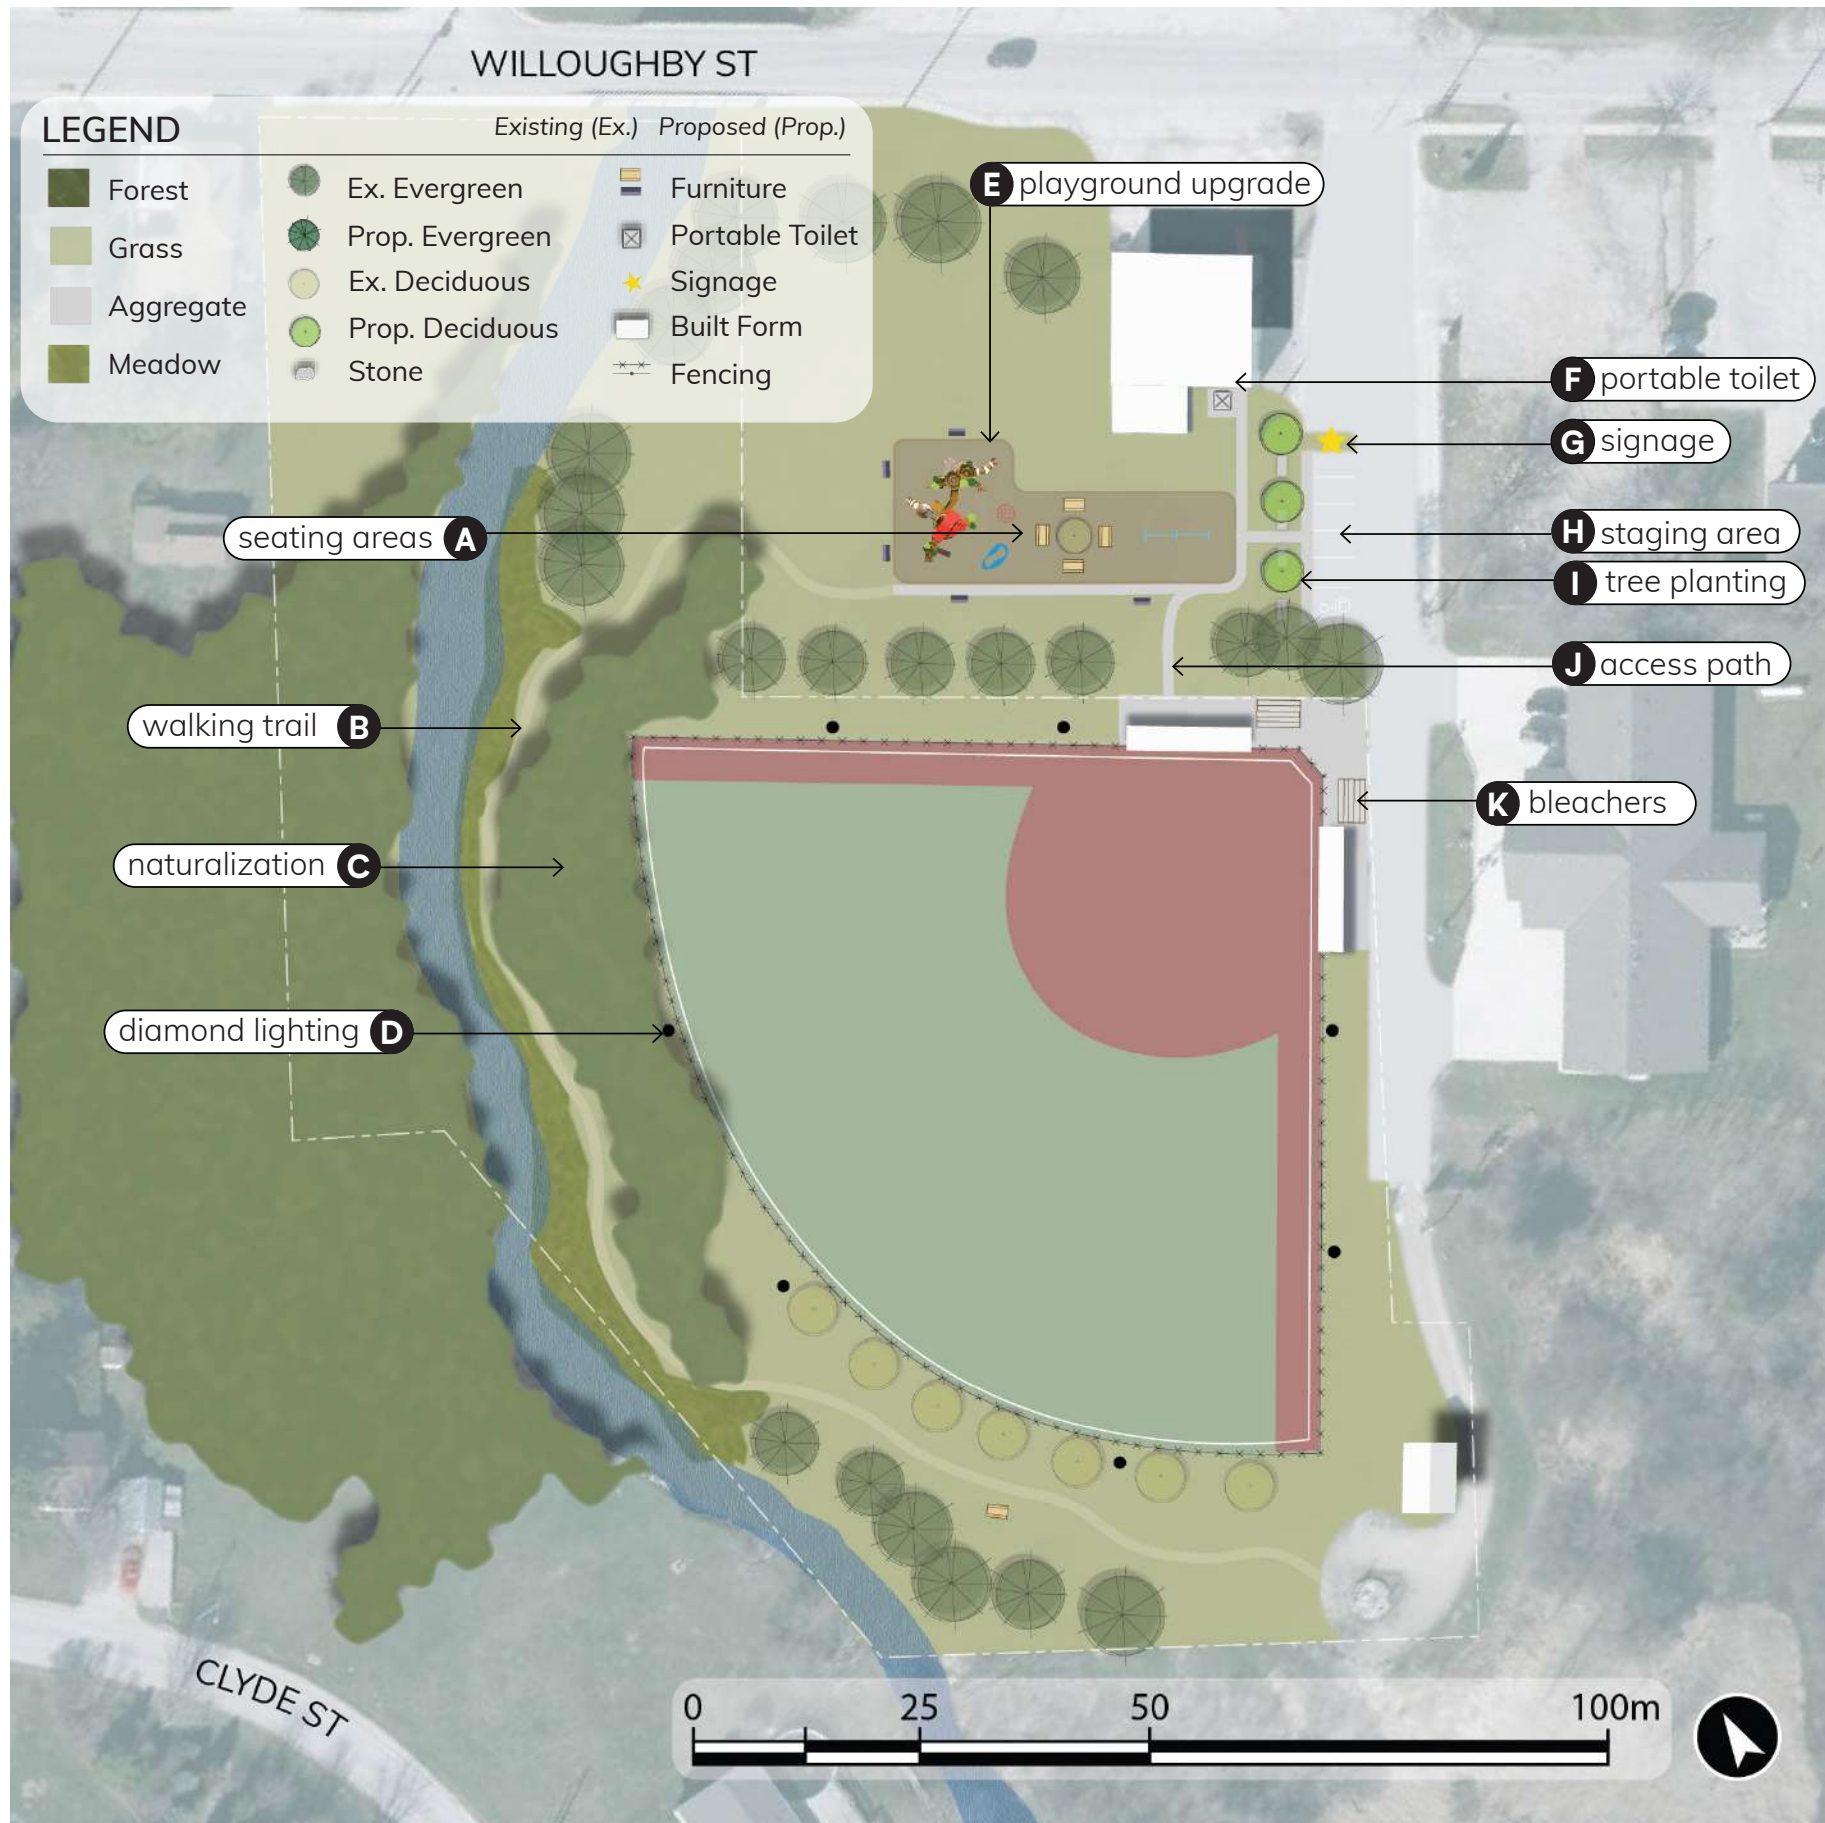 WILLOUGHBY ST
LEGEND
Existing (Ex.) Proposed (Prop.)
Forest
Grass
Aggregate
Meadow
Ex. Evergreen
Prop. Evergreen
Ex. Deciduous
Prop. Deciduous
Stone
Furniture
Portable Toilet
Signage
Built Form
Fencing
E playground upgrade
F portable toilet
G signage
seating areas A
H staging area
I tree planting
J access path
walking trail B
K bleachers
naturalization C
diamond lighting D
CLYDE ST
0 25 50 100m